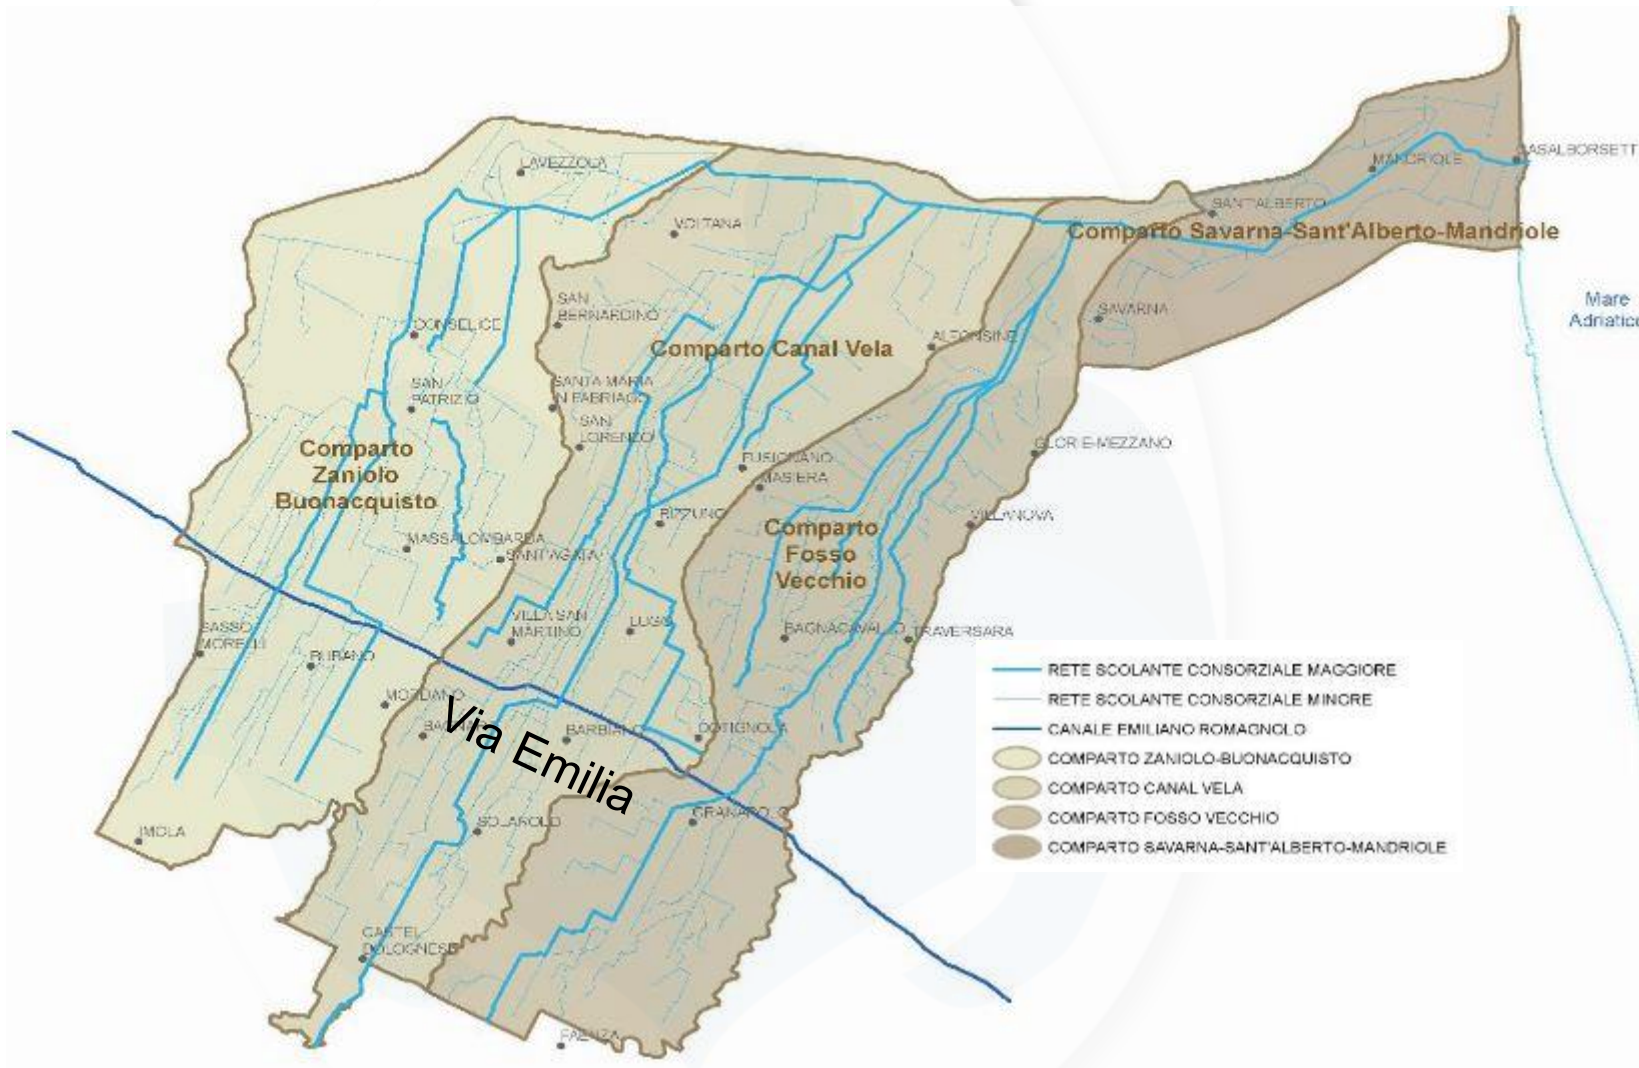 LAVEZZOLA
CASALBORSETTI
MANDRIOLE
SANT'ALBERTO
VOLTANA
Comparto Savarna-Sant'Alberto-Mandriole
SAN
BERNARDINO
SAVARNA
Mare
Adriatico
CONSELICE
ALFONSINE
Comparto Canal Vela
SAN
PATRIZIO
SANTA MARIA
IN FABRIAGO
SAN
LORENZO
Comparto
Zaniolo
Buonacquisto
GLORIE-MEZZANO
FUSIGNANO
MASIERA
BIZZUNO
VILLANOVA
Comparto
Fosso
Vecchio
MASSALOMBARDA
SANT'AGATA
SASSO
MORELLI
BUBANO
VILLA SAN
MARTINO
LUGO
BAGNACAVALLO
TRAVERSARA
MORDANO
BAGNARA
Via Emilia
BARBIANO
COTIGNOLA
SOLAROLO
GRANAROLO
IMOLA
CASTEL
BOLOGNESE
FAENZA
RETE SCOLANTE CONSORZIALE MAGGIORE
RETE SCOLANTE CONSORZIALE MINORE
CANALE EMILIANO ROMAGNOLO
COMPARTO ZANIOLO-BUONACQUISTO
COMPARTO CANAL VELA
COMPARTO FOSSO VECCHIO
COMPARTO SAVARNA-SANT'ALBERTO-MANDRIOLE